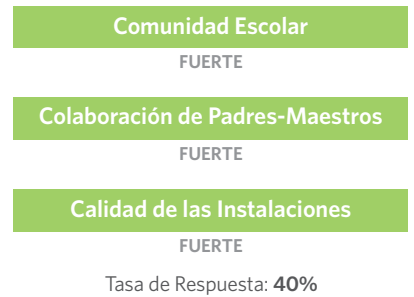 Comunidad Escolar
FUERTE
Colaboración de Padres-Maestros
FUERTE
Calidad de las Instalaciones
FUERTE
Tasa de Respuesta: 40%